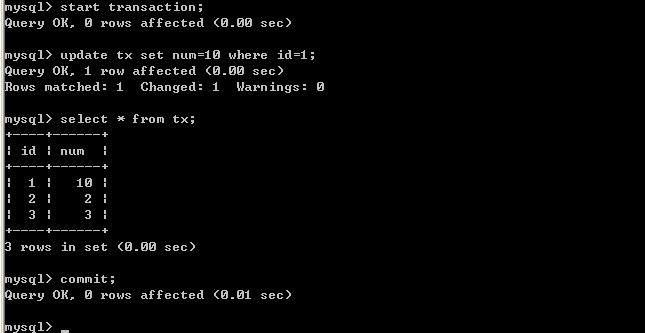 mysql> start transaction;
Query OK, 0 rows affected (0.00 sec)
mysql> update tx set num=10 where id=1;
Query OK, 1 row affected (0.00 sec)
Rows matched: 1  Changed: 1  Warnings: 0
mysql> select * from tx;
+----+------+
| id | num  |
+----+------+
|  1 |   10 |
|  2 |    2 |
|  3 |    3 |
+----+------+
3 rows in set (0.00 sec)
mysql> commit;
Query OK, 0 rows affected (0.01 sec)
mysql> _